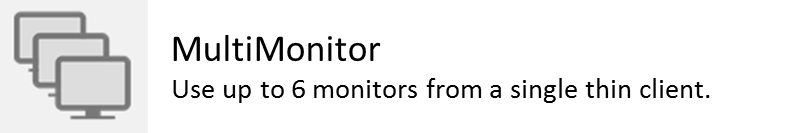 MultiMonitor
Use up to 6 monitors from a single thin client.